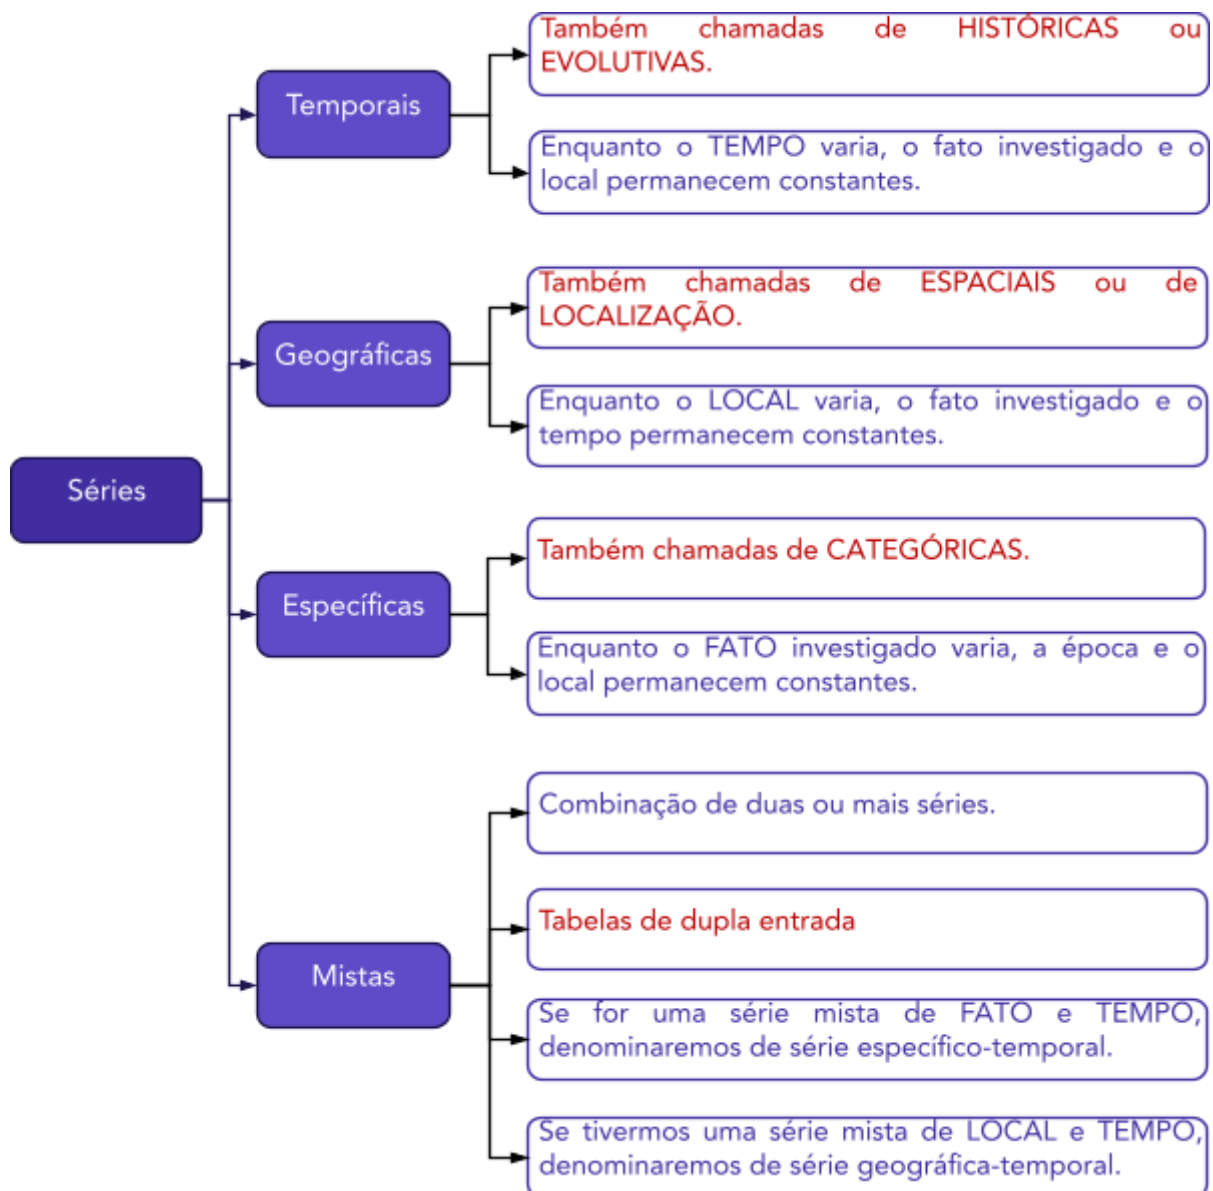 Também chamadas de HISTÓRICAS ou
EVOLUTIVAS.
Temporais
Enquanto o TEMPO varia, o fato investigado e o
local permecem constantes.
Também chamadas de ESPACIAIS ou de
LOCALIZAÇÃO.
Geográficas
Enquanto o LOCAL varia, o fato investigado e o
tempo permanecem constantes.
Séries
Também chamadas de CATEGÓRICAS.
Específicas
Enquanto o FATO investigado varia, a época e o
local permanecem constantes.
Combinação de duas ou mais séries.
Tabelas de dupla entrada
Mistas
Se for uma série mista de FATO e TEMPO,
denominaremos de série específico-temporal.
Se tivermos uma série mista de LOCAL e TEMPO,
denominaremos de série geográfica-temporal.